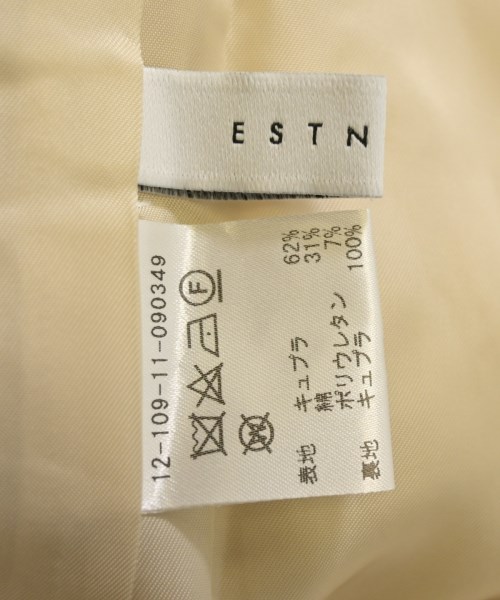 ESTN
12-109-11-090349
F
W
表地 キュプラ 62%
綿 31%
ポリウレタン 7%
裏地 キュプラ 100%